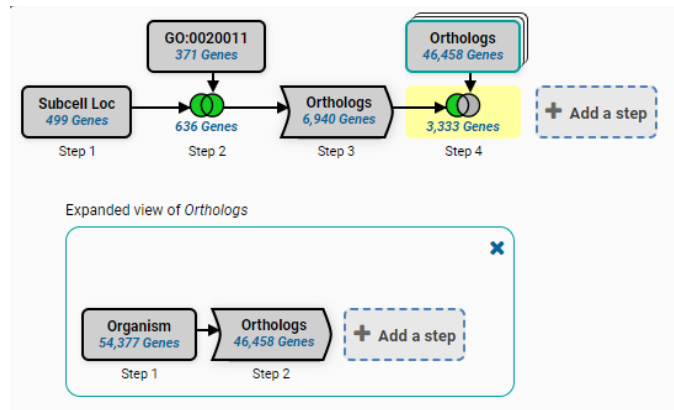 GO:0020011
371 Genes
Orthologs
46,458 Genes
Subcell Loc
499 Genes
636 Genes
Orthologs
6,940 Genes
3,333 Genes
Add a step
Step 1
Step 2
Step 3
Step 4
Expanded view of Orthologs
Organism
54,377 Genes
Orthologs
46,458 Genes
Add a step
Step 1
Step 2